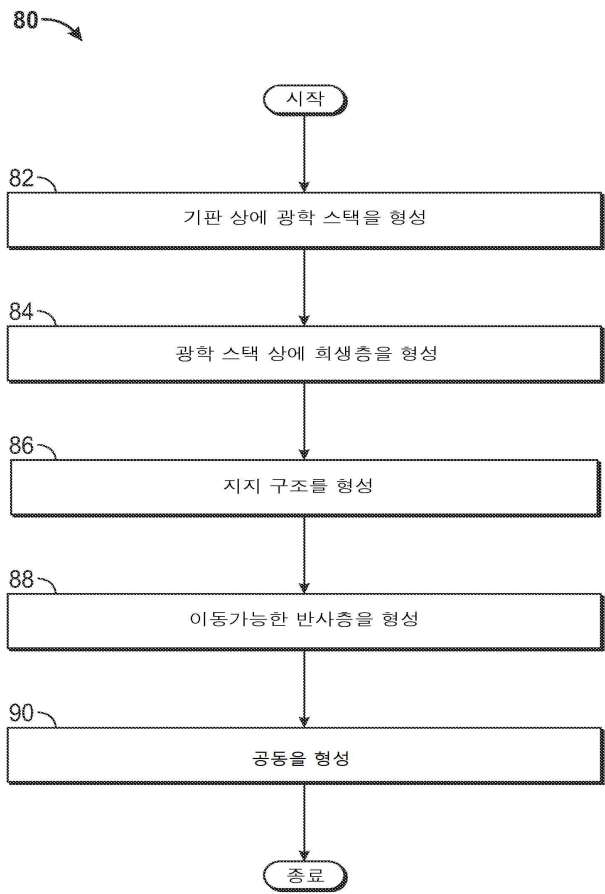 80
시작
82
기판 상에 광학 스택을 형성
84
광학 스택 상에 희생층을 형성
86
지지 구조를 형성
88
이동가능한 반사층을 형성
90
공동을 형성
종료